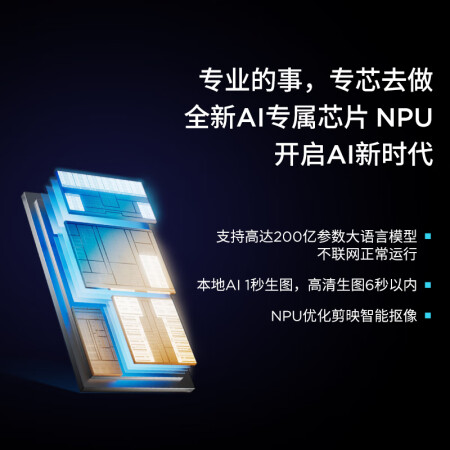 专业的事，专芯去做
全新AI专属芯片 NPU
开启AI新时代
支持高达200亿参数大语言模型
不联网正常运行
本地AI 1秒生图，高清生图6秒以内
NPU优化剪映智能抠像